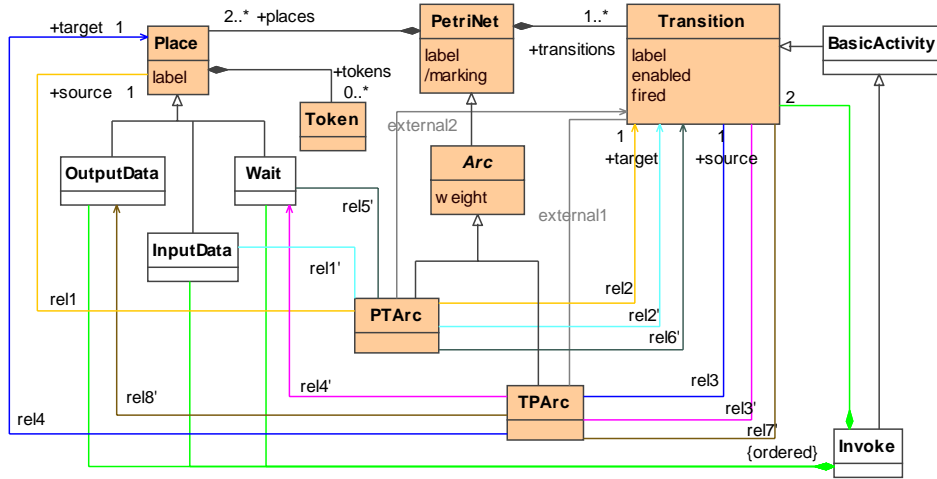 +target 1
2..* +places
PetriNet
1..*
Transition
BasicActivity
Place
label
/marking
+transitions
label
enabled
fired
label
+tokens
0..*
+source 1
Token
external2
2
1
+target
1
+source
Arc
weight
OutputData
Wait
rel5'
external1
InputData
rel1'
rel1
rel2
PTArc
rel2'
rel6'
rel4'
rel3
rel8'
TPArc
rel3'
rel4
rel7'
{ordered}
Invoke